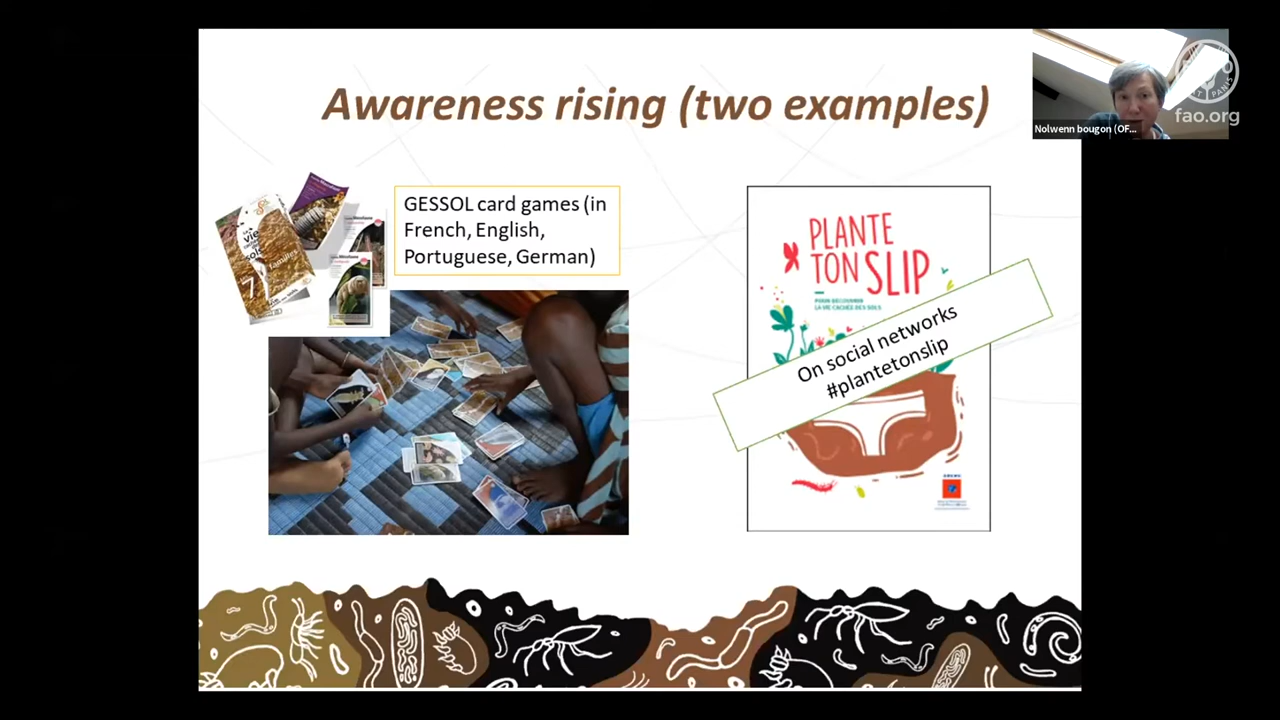 Awareness rising (two examples)
Nolwenn bougon (OF...
fao.org
GESSOL card games (in
French, English,
Portuguese, German)
PLANTE
TON SLIP
POUR DÉCOUVRIR
LA VIE CACHÉE DES SOLS
On social networks
#plantetonslip